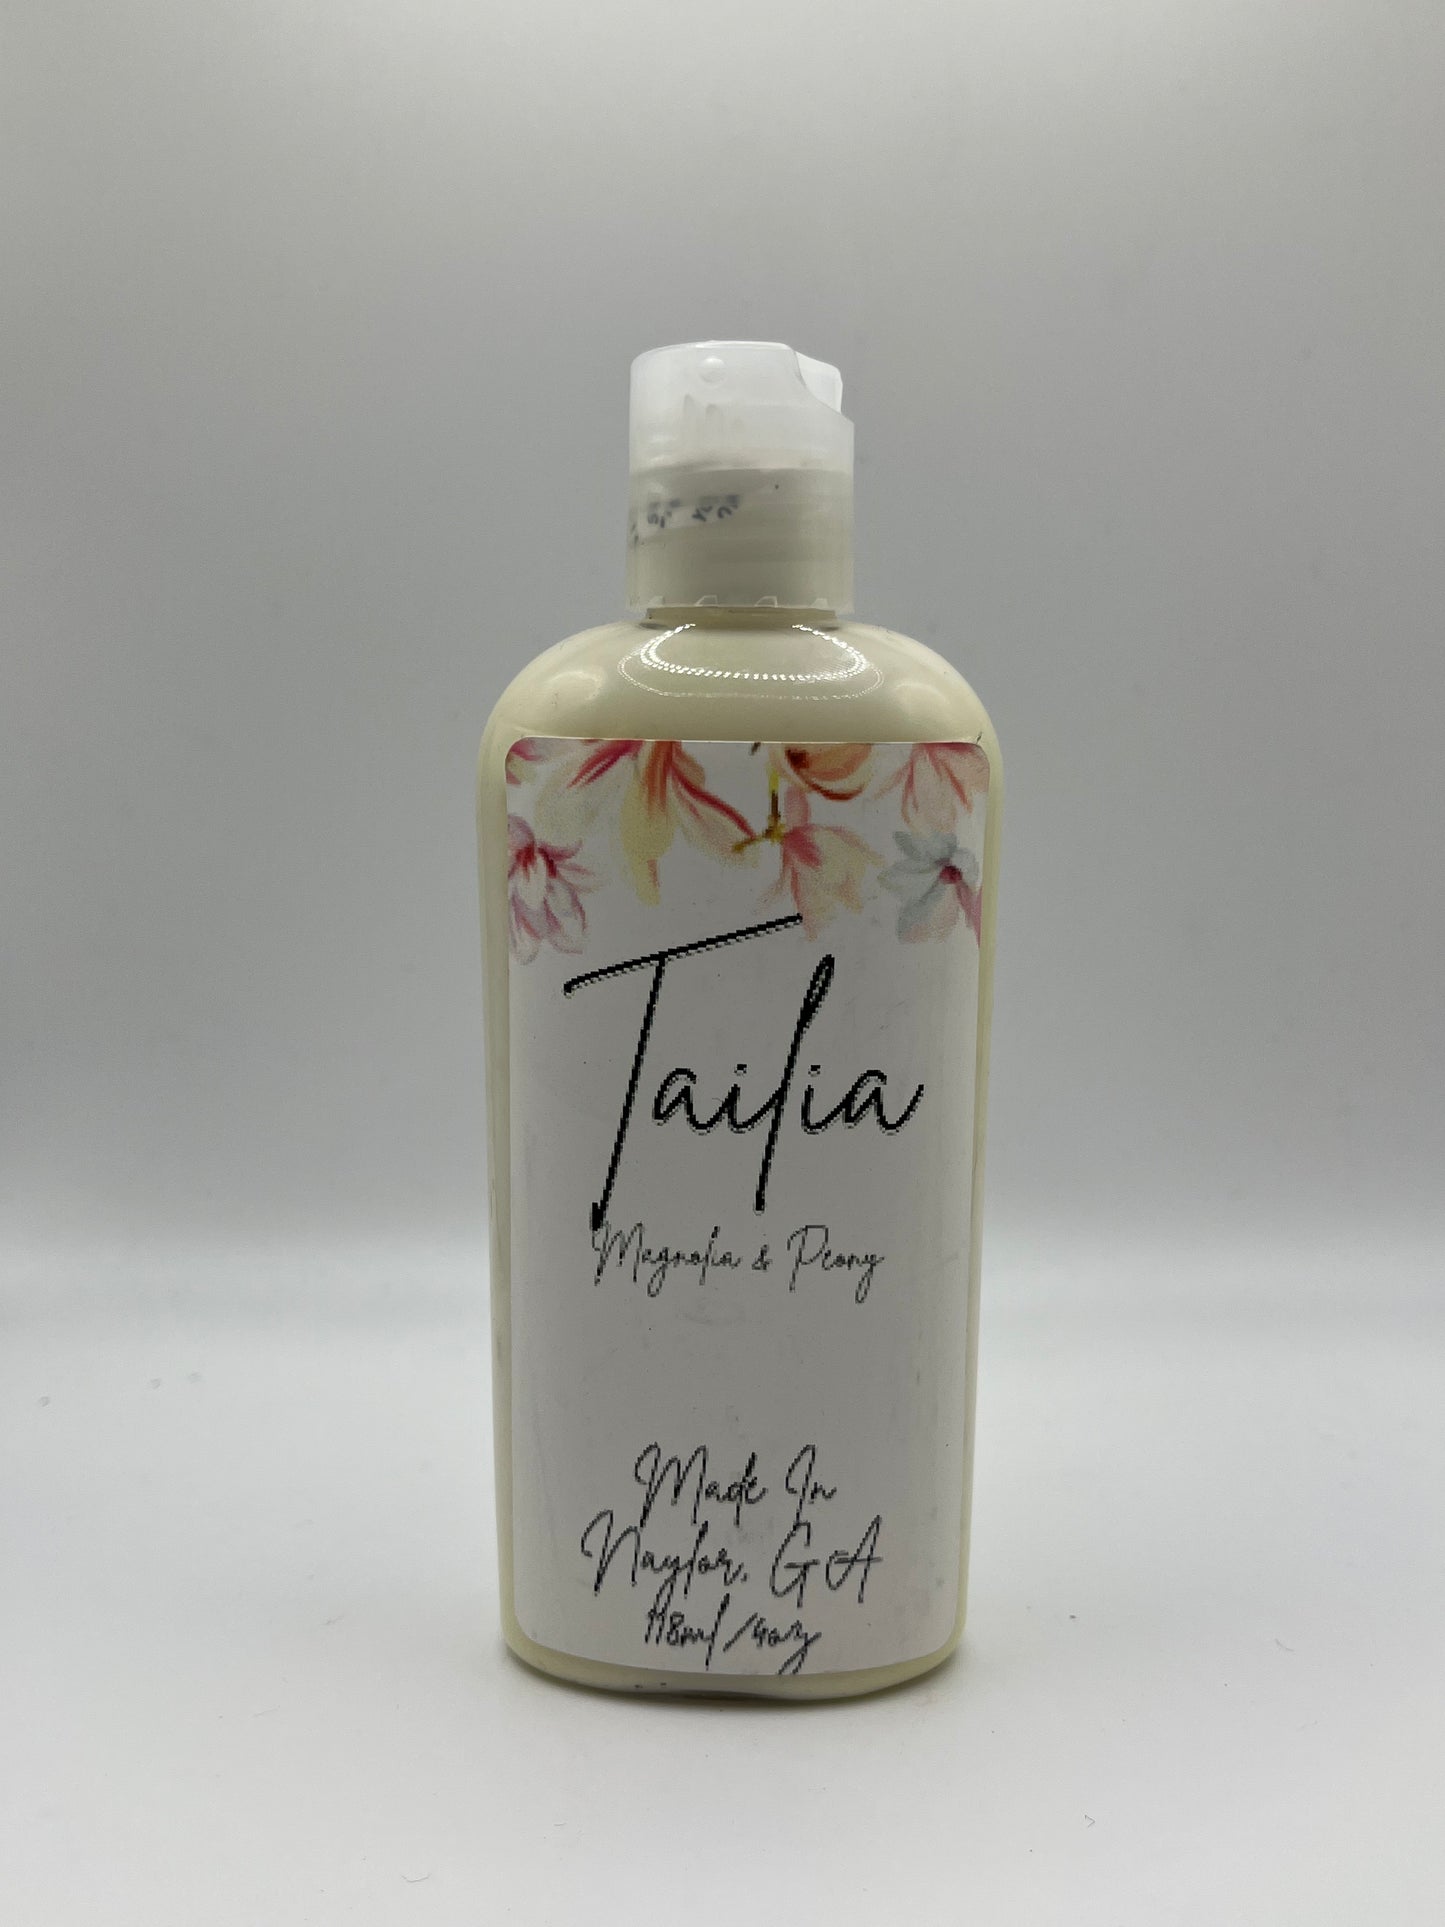 Tailia
Magnolia & Peony
Made In
Naylor, GA
118ml/4oz